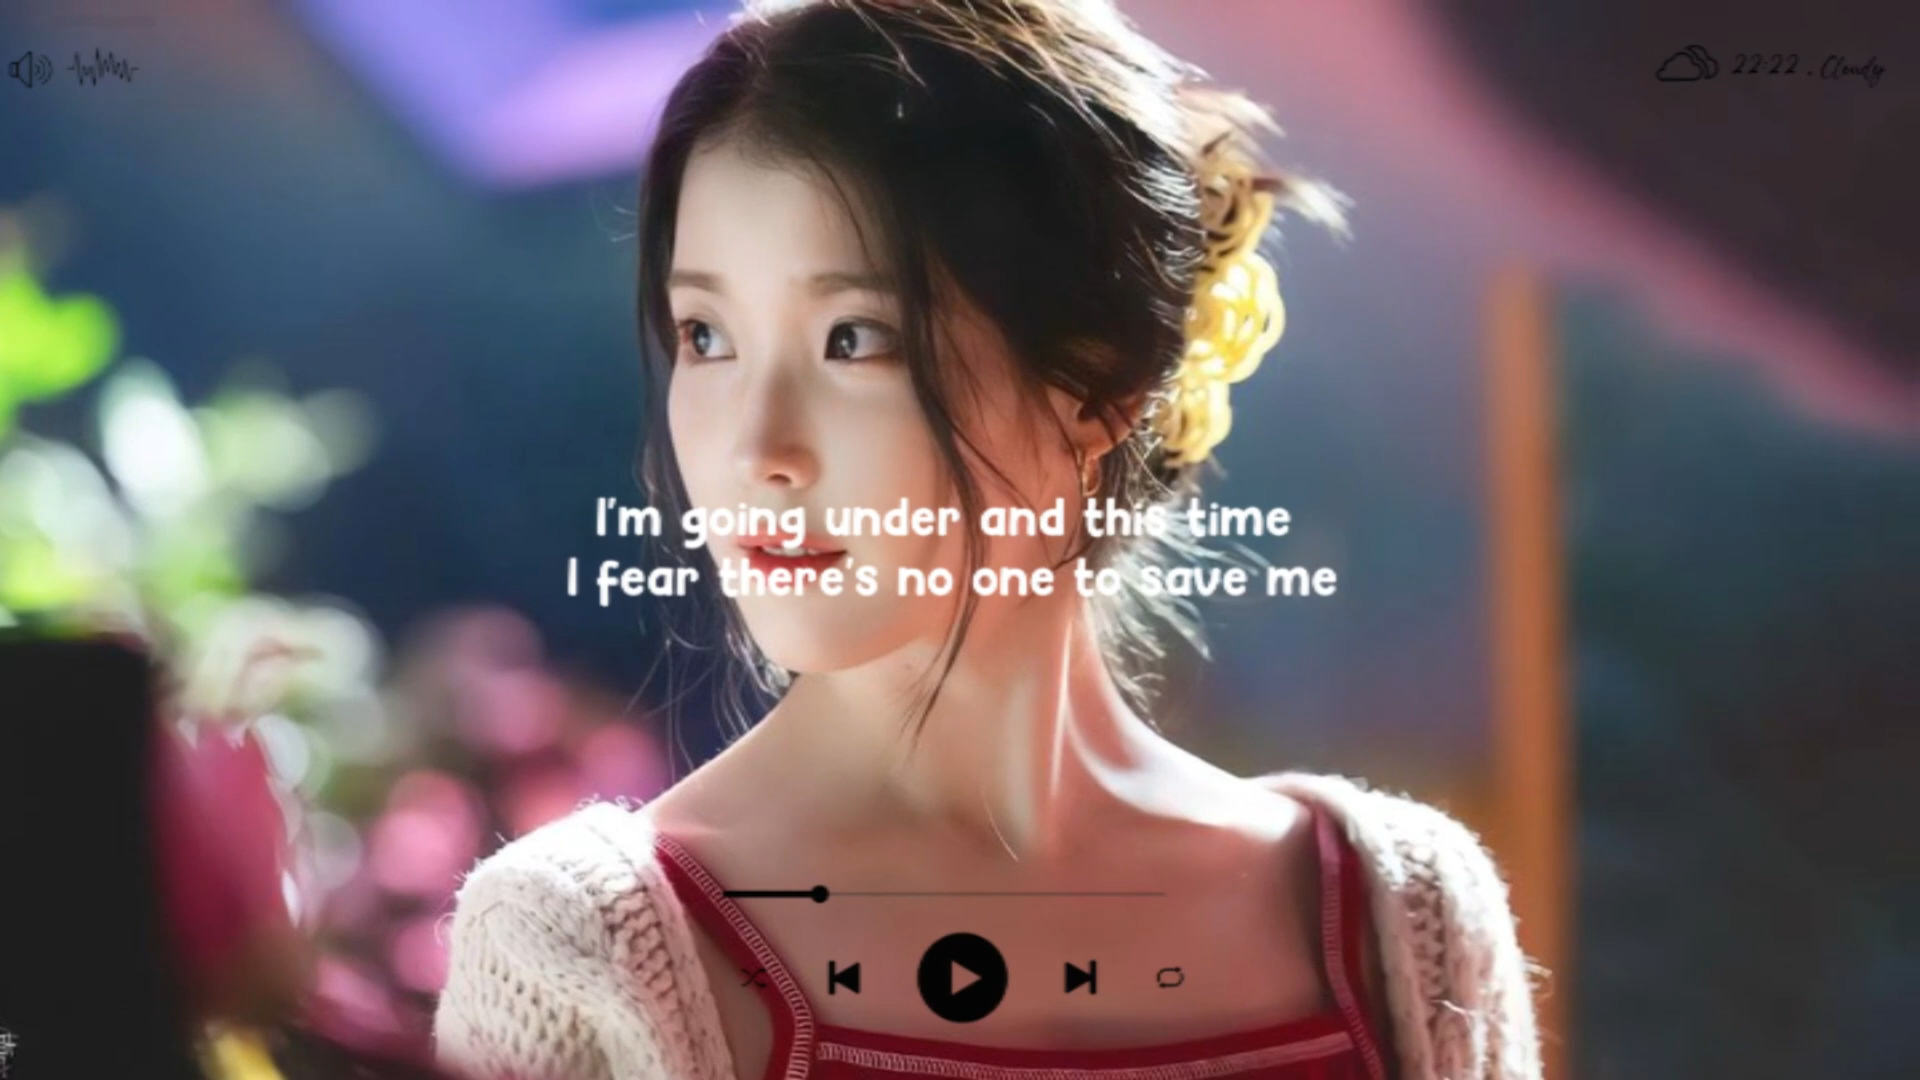 22:22 . Cloudy
I'm going under and this time
I fear there's no one to save me